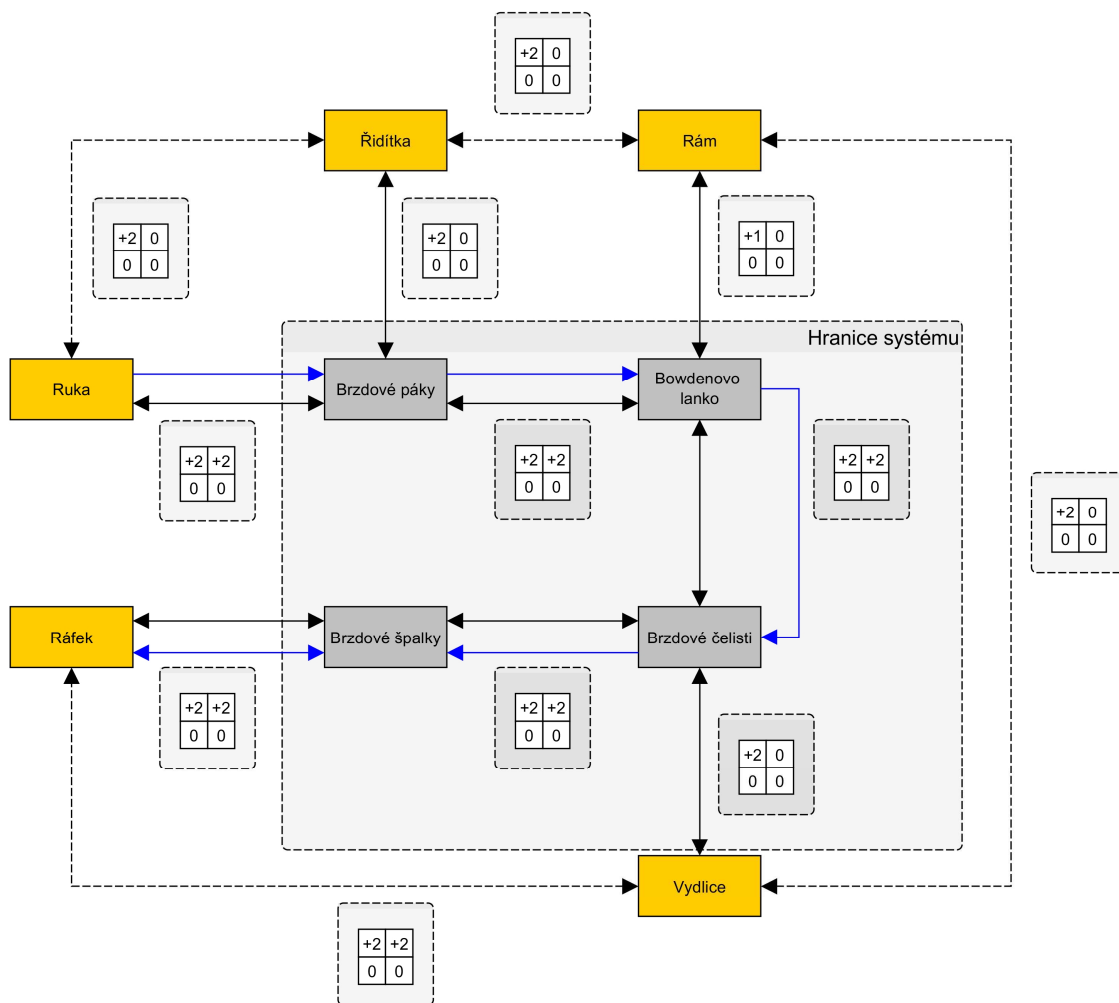 +2 0
0 0
Řidítka
Rám
+2 0
0 0
+2 0
0 0
+1 0
0 0
Hranice systému
Ruka
Brzdové páky
Bowdenovo
lanko
+2 +2
0 0
+2 +2
0 0
+2 +2
0 0
+2 0
0 0
Ráfek
Brzdové špalky
Brzdové čelisti
+2 +2
0 0
+2 +2
0 0
+2 0
0 0
Vydlice
+2 +2
0 0